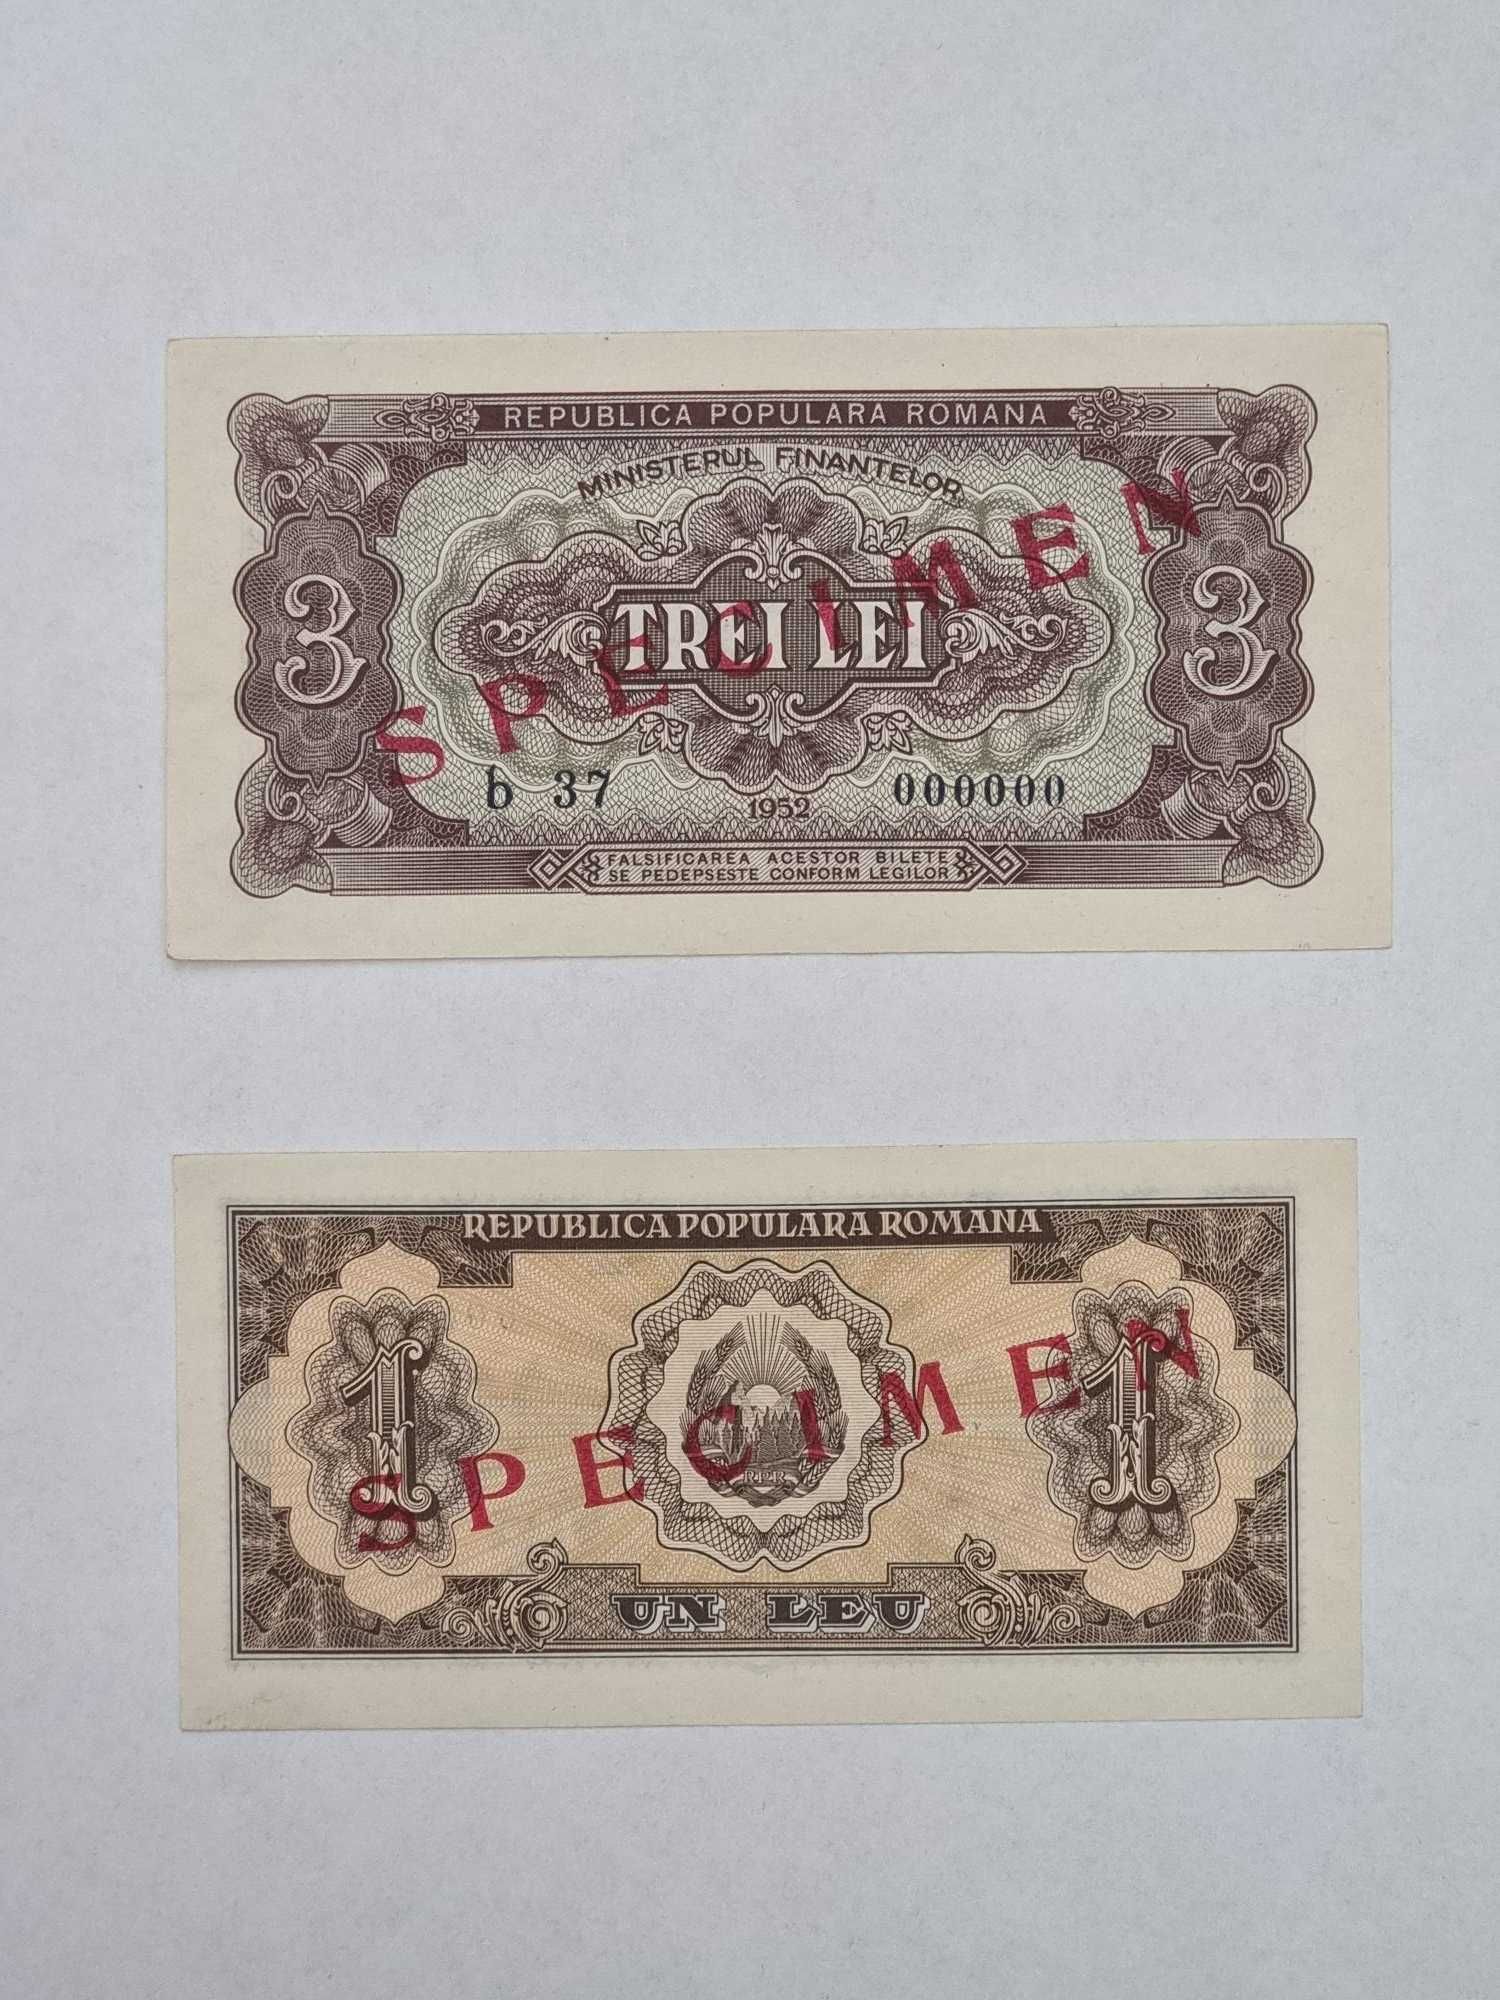 REPUBLICA POPULARA ROMANA
MINISTERUL FINANTELOR
3 TREI LEI 3
SPECIMEN
b 37 1952 000000
FALSIFICAREA ACESTOR BILETE
SE PEDEPSESTE CONFORM LEGILOR
REPUBLICA POPULARA ROMANA
1 1
RPR
SPECIMEN
UN LEU